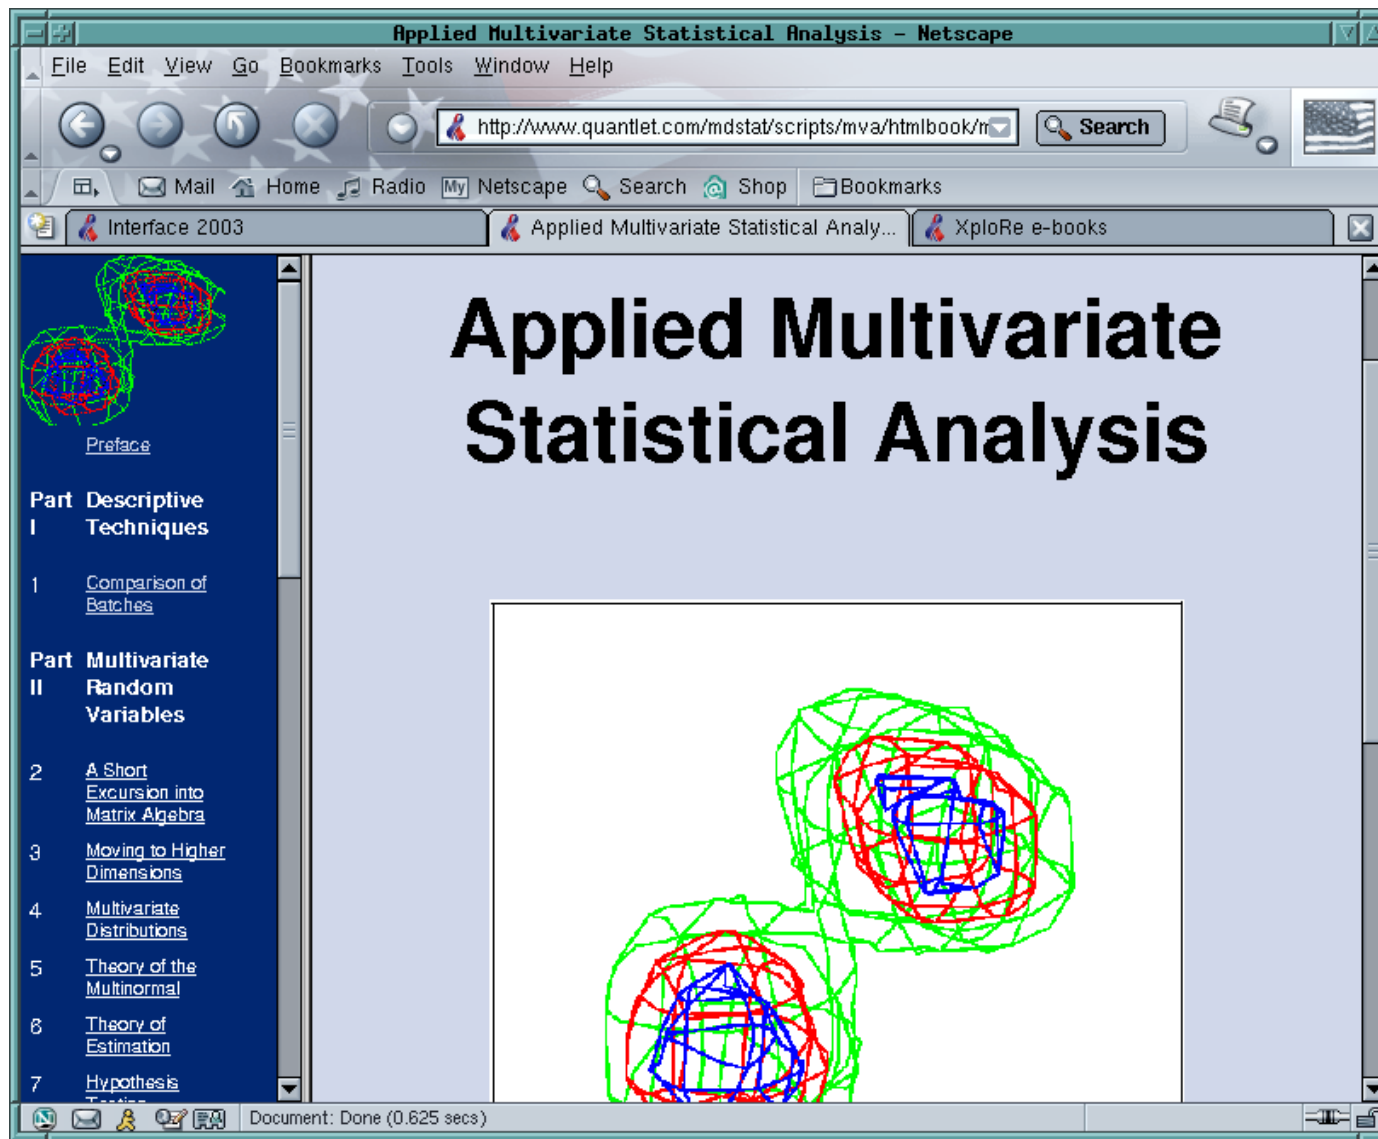 Applied Multivariate Statistical Analysis - Netscape
File Edit View Go Bookmarks Tools Window Help
http://www.quantlet.com/mdstat/scripts/mva/htmlbook/m
Search
Mail Home Radio My Netscape Search Shop Bookmarks
Interface 2003
Applied Multivariate Statistical Analy...
XploRe e-books
Preface
Part I Descriptive
Techniques
1 Comparison of
Batches
Part II Multivariate
Random
Variables
2 A Short
Excursion into
Matrix Algebra
3 Moving to Higher
Dimensions
4 Multivariate
Distributions
5 Theory of the
Multinormal
6 Theory of
Estimation
7 Hypothesis
Testing
Applied Multivariate
Statistical Analysis
Document: Done (0.625 secs)